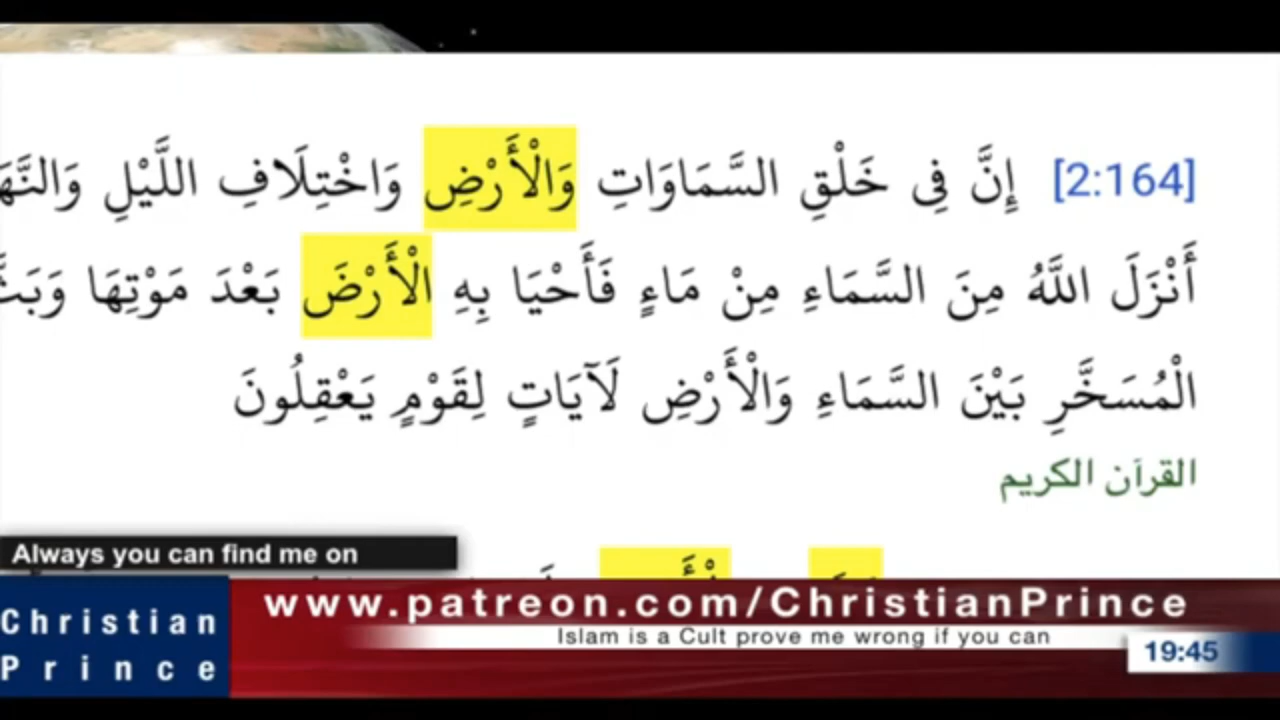 [2:164] إِنَّ فِي خَلْقِ السَّمَاوَاتِ وَالْأَرْضِ وَاخْتِلَافِ اللَّيْلِ
أَنْزَلَ اللَّهُ مِنَ السَّمَاءِ مِنْ مَاءٍ فَأَحْيَا بِهِ الْأَرْضَ بَعْدَ مَوْتِهَا
الْمُسَخَّرِ بَيْنَ السَّمَاءِ وَالْأَرْضِ لَآيَاتٍ لِقَوْمٍ يَعْقِلُونَ
القرآن الكريم
Always you can find me on
www.patreon.com/ChristianPrince
Islam is a Cult prove me wrong if you can
Christian
Prince
19:45